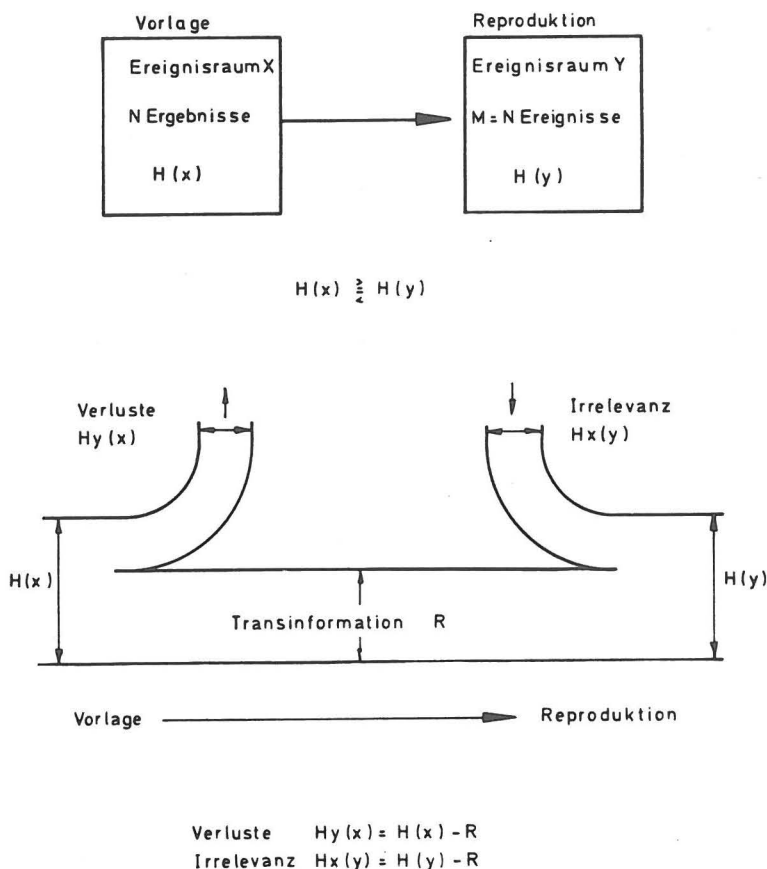 Vorlage
Reproduktion
Ereignisraum X
Ereignisraum Y
N Ergebnisse
M = N Ereignisse
H (x)
H (y)
H(x) ⪌ H(y)
Verluste
Hy(x)
Irrelevanz
Hx(y)
H(x)
H(y)
Transinformation R
Vorlage
Reproduktion
Verluste Hy(x) = H(x) - R
Irrelevanz Hx(y) = H(y) - R